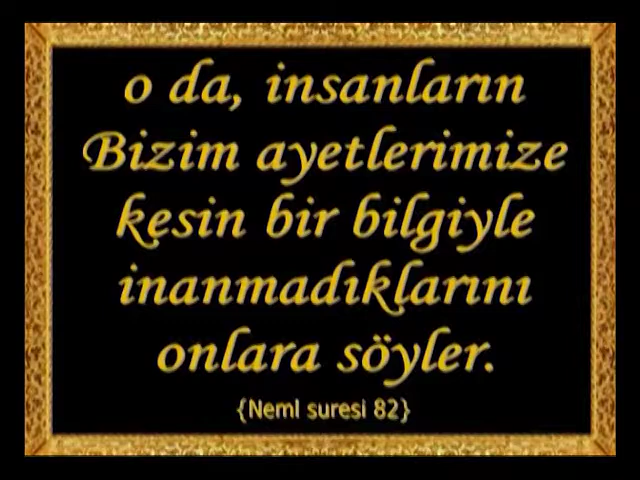 o da, insanların
Bizim ayetlerimize
kesin bir bilgiyle
inanmadıklarını
onlara söyler.
{Neml suresi 82}